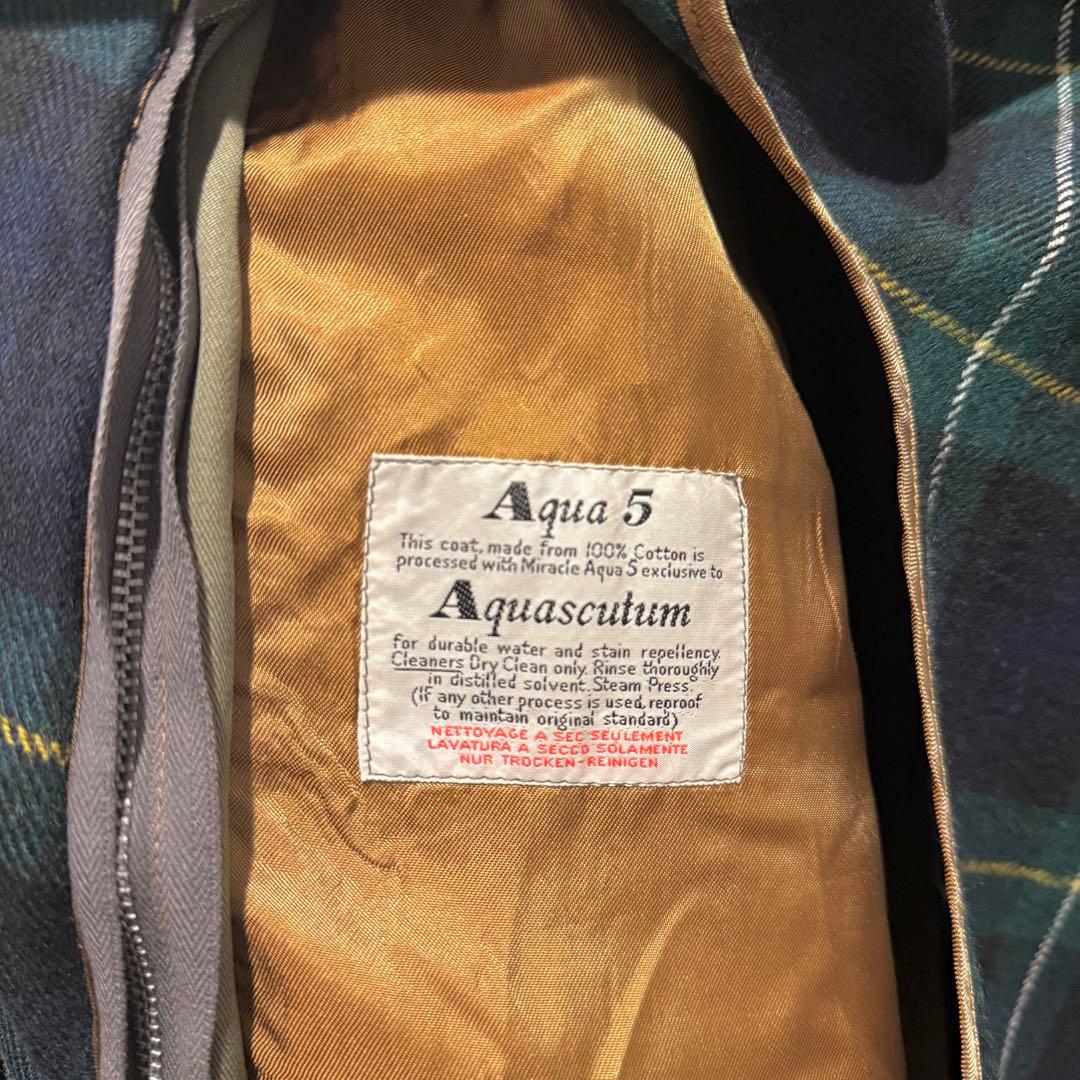 Aqua 5
This coat, made from 100% Cotton is
processed with Miracle Aqua 5 exclusive to
Aquascutum
for durable water and stain repellency.
Cleaners Dry Clean only. Rinse thoroughly
in distilled solvent. Steam Press.
(If any other process is used, reproof
to maintain original standard)
NETTOYAGE A SEC SEULEMENT
LAVATURA A SECCO SOLAMENTE
NUR TROCKEN-REINIGEN